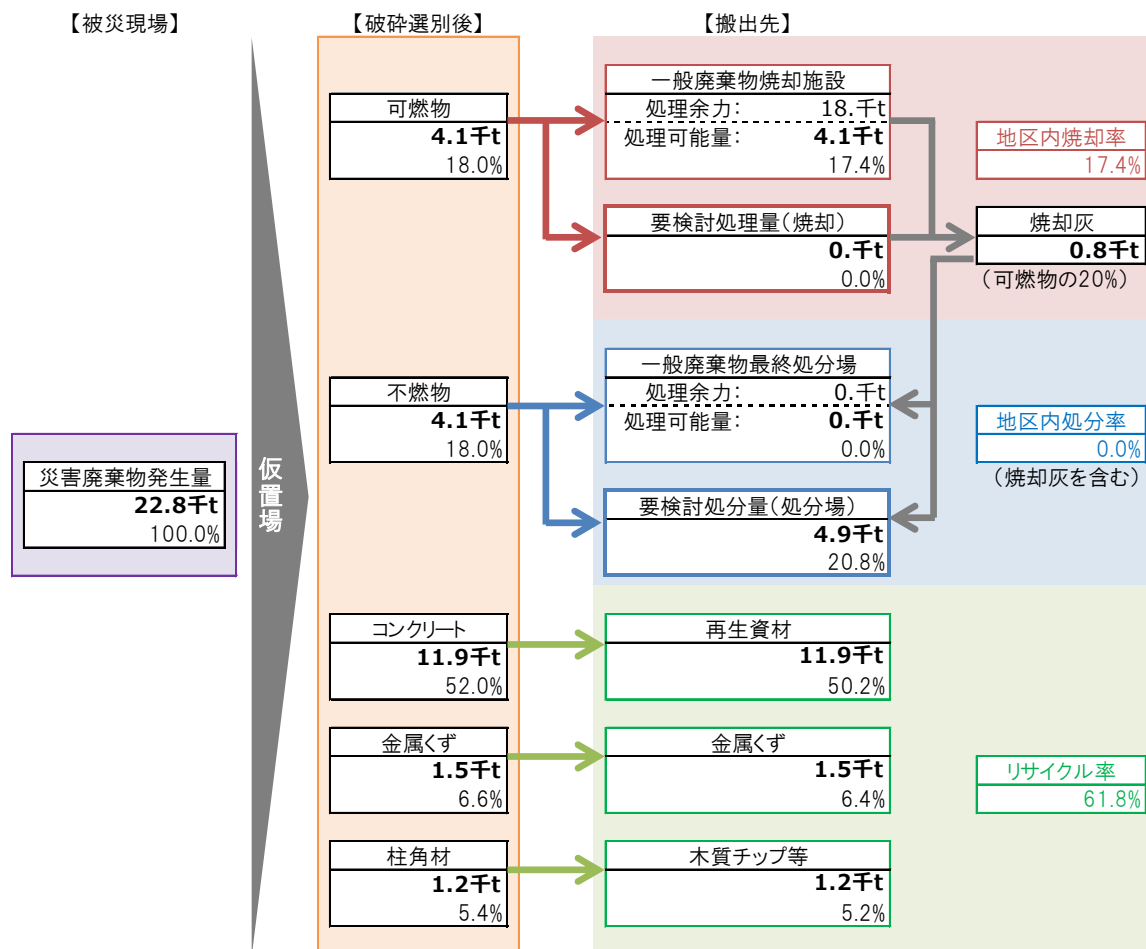 【被災現場】
【破砕選別後】
【搬出先】
災害廃棄物発生量
22.8千t
100.0%
仮置場
可燃物
4.1千t
18.0%
不燃物
4.1千t
18.0%
コンクリート
11.9千t
52.0%
金属くず
1.5千t
6.6%
柱角材
1.2千t
5.4%
一般廃棄物焼却施設
処理余力: 18.千t
処理可能量: 4.1千t
17.4%
要検討処理量(焼却)
0.千t
0.0%
地区内焼却率
17.4%
焼却灰
0.8千t
(可燃物の20%)
一般廃棄物最終処分場
処理余力: 0.千t
処理可能量: 0.千t
0.0%
要検討処分量(処分場)
4.9千t
20.8%
地区内処分率
0.0%
(焼却灰を含む)
再生資材
11.9千t
50.2%
金属くず
1.5千t
6.4%
木質チップ等
1.2千t
5.2%
リサイクル率
61.8%